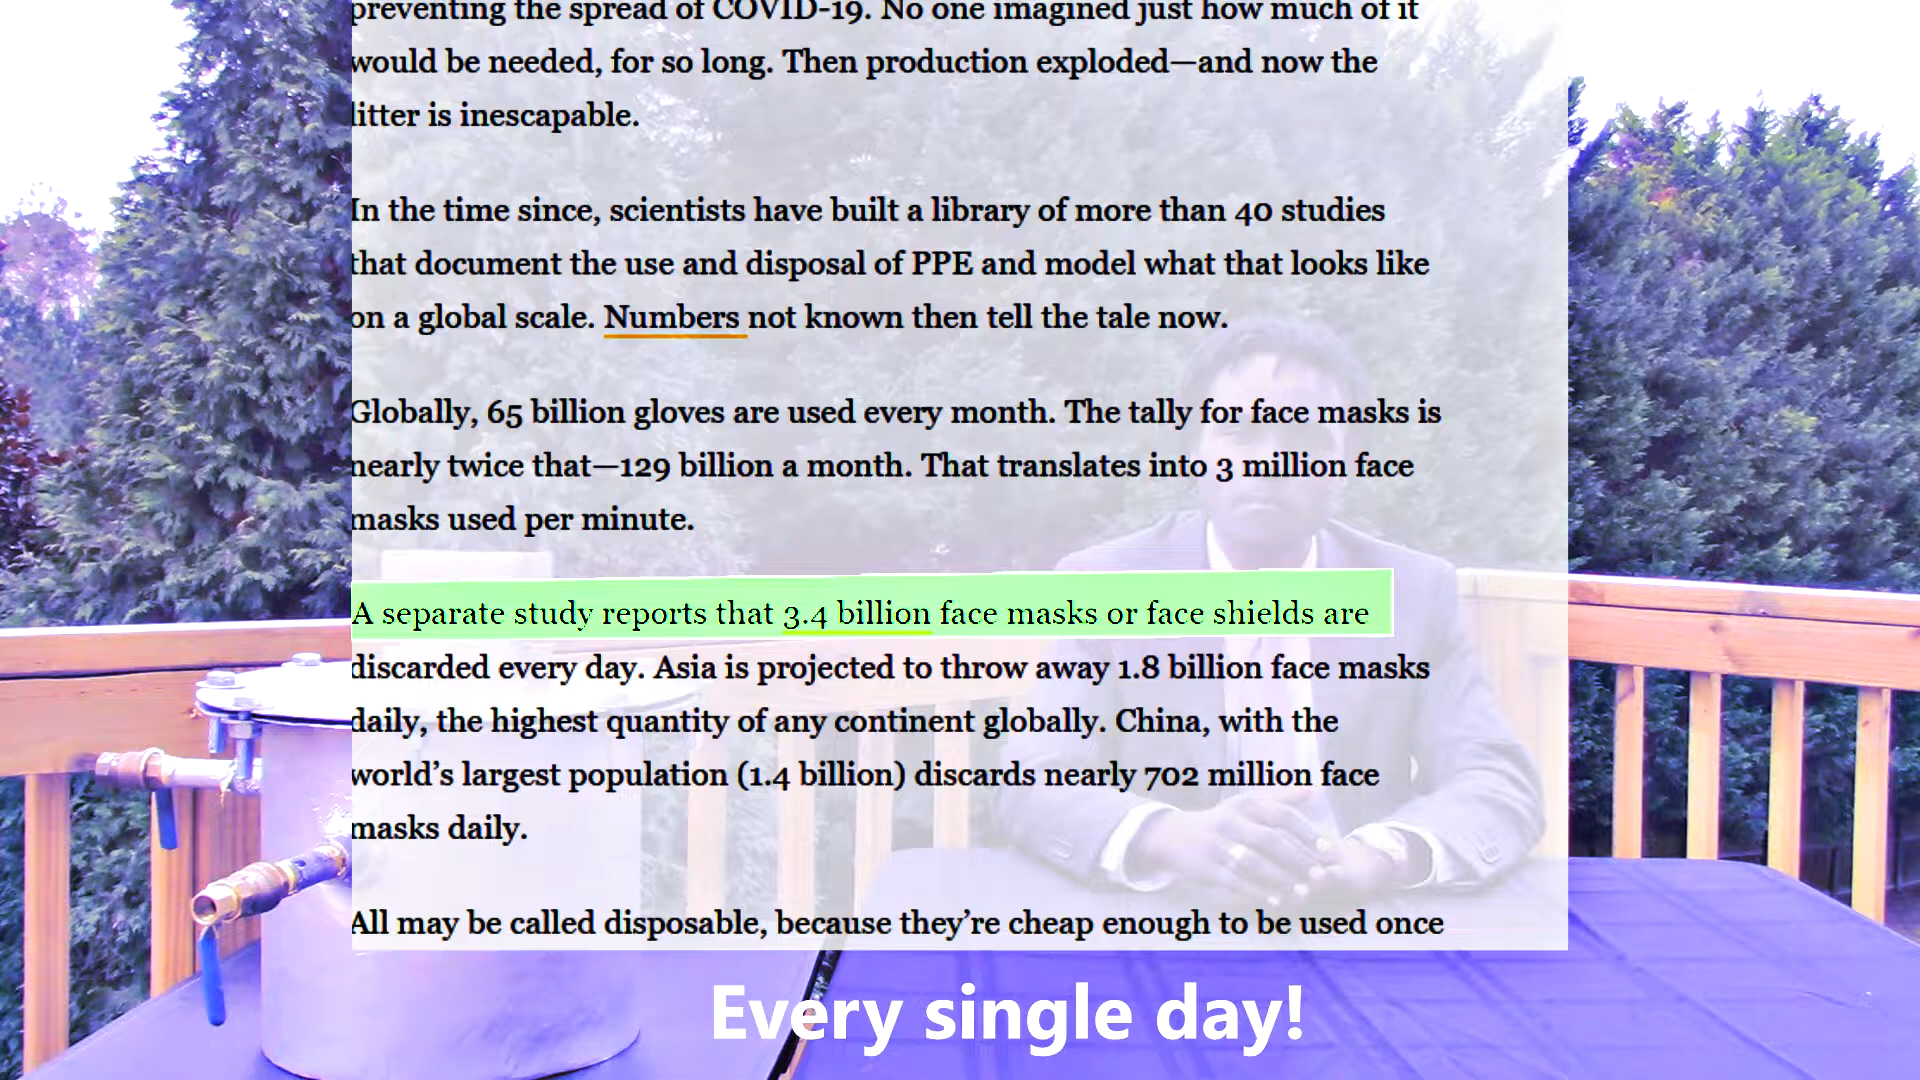 preventing the spread of COVID-19. No one imagined just how much of it
would be needed, for so long. Then production exploded—and now the
litter is inescapable.
In the time since, scientists have built a library of more than 40 studies
that document the use and disposal of PPE and model what that looks like
on a global scale. Numbers not known then tell the tale now.
Globally, 65 billion gloves are used every month. The tally for face masks is
nearly twice that—129 billion a month. That translates into 3 million face
masks used per minute.
A separate study reports that 3.4 billion face masks or face shields are
discarded every day. Asia is projected to throw away 1.8 billion face masks
daily, the highest quantity of any continent globally. China, with the
world’s largest population (1.4 billion) discards nearly 702 million face
masks daily.
All may be called disposable, because they’re cheap enough to be used once
Every single day!